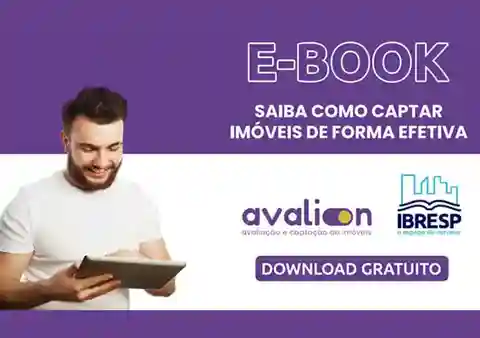 E-BOOK
SAIBA COMO CAPTAR
IMÓVEIS DE FORMA EFETIVA
avalion
avaliação e captação de imóveis
IBRESP
DOWNLOAD GRATUITO